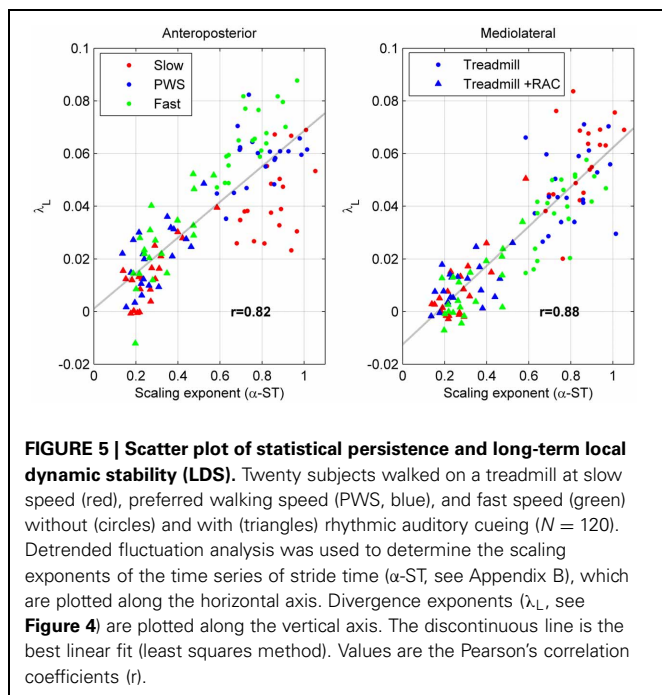 Anteroposterior
Mediolateral
0.1
0.08
0.06
0.04
0.02
0
-0.02
λL
Slow
PWS
Fast
r=0.82
0 0.2 0.4 0.6 0.8 1
Scaling exponent (α-ST)
0.1
0.08
0.06
0.04
0.02
0
-0.02
λL
Treadmill
Treadmill +RAC
r=0.88
0 0.2 0.4 0.6 0.8 1
Scaling exponent (α-ST)
FIGURE 5 | Scatter plot of statistical persistence and long-term local
dynamic stability (LDS). Twenty subjects walked on a treadmill at slow
speed (red), preferred walking speed (PWS, blue), and fast speed (green)
without (circles) and with (triangles) rhythmic auditory cueing (N = 120).
Detrended fluctuation analysis was used to determine the scaling
exponents of the time series of stride time (α-ST, see Appendix B), which
are plotted along the horizontal axis. Divergence exponents (λL, see
Figure 4) are plotted along the vertical axis. The discontinuous line is the
best linear fit (least squares method). Values are the Pearson's correlation
coefficients (r).